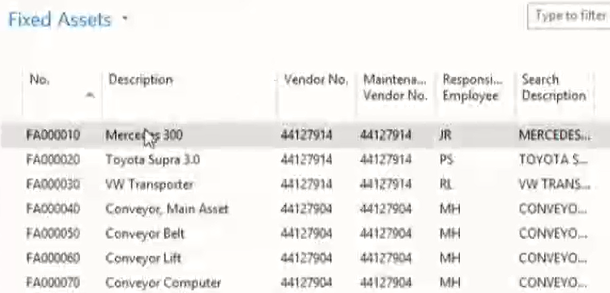 Fixed Assets
Type to filter
No. Description Vendor No. Maintena... Vendor No. Responsi... Employee Search Description
FA000010 Mercedes 300 44127914 44127914 JR MERCEDES...
FA000020 Toyota Supra 3.0 44127914 44127914 PS TOYOTA S...
FA000030 VW Transporter 44127914 44127914 RL VW TRANS...
FA000040 Conveyor, Main Asset 44127904 44127904 MH CONVEYO...
FA000050 Conveyor Belt 44127904 44127904 MH CONVEYO...
FA000060 Conveyor Lift 44127904 44127904 MH CONVEYO...
FA000070 Conveyor Computer 44127904 44127904 MH CONVEYO...